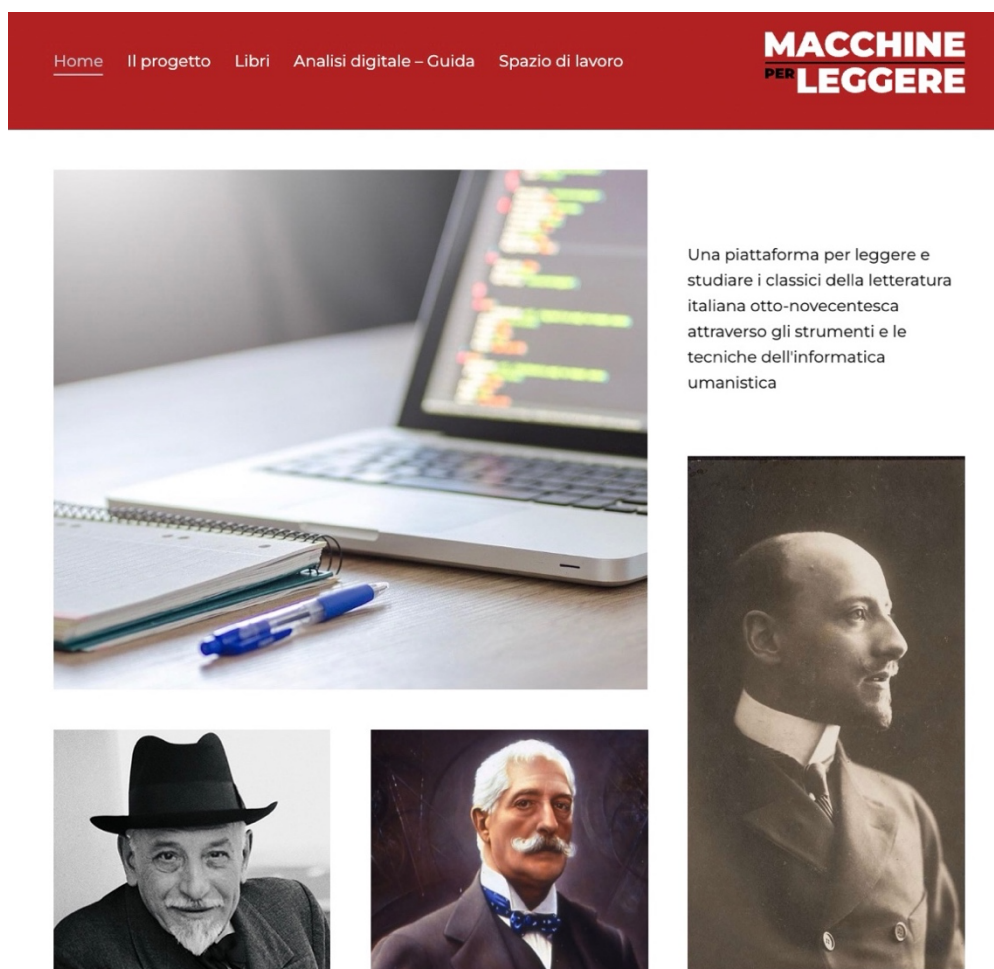 Home Il progetto Libri Analisi digitale – Guida Spazio di lavoro
MACCHINE
PER LEGGERE
Una piattaforma per leggere e
studiare i classici della letteratura
italiana otto-novecentesca
attraverso gli strumenti e le
tecniche dell'informatica
umanistica